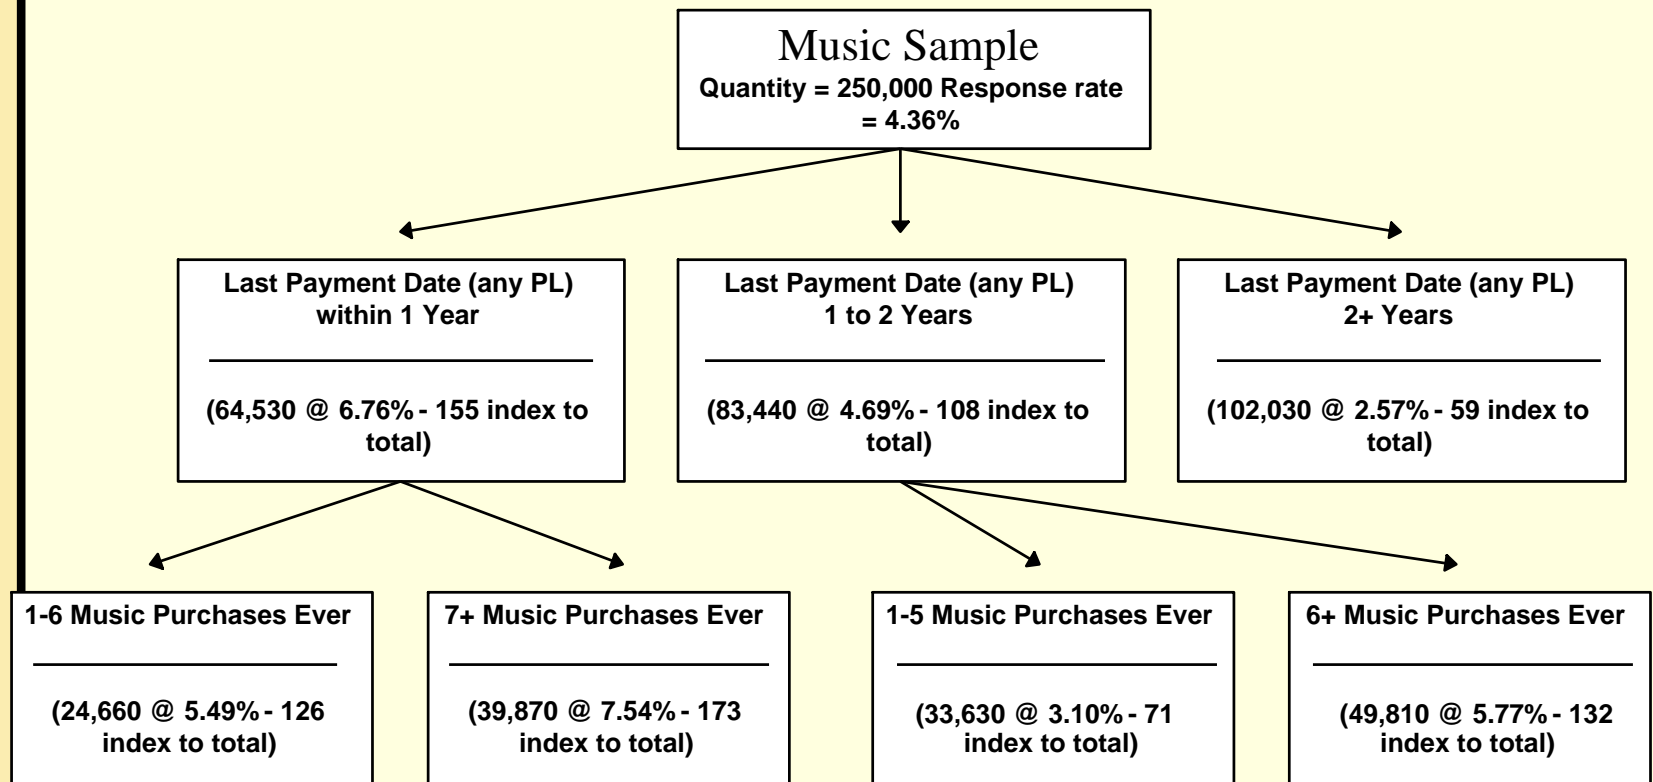 Music Sample
Quantity = 250,000 Response rate
= 4.36%
Last Payment Date (any PL)
within 1 Year
(64,530 @ 6.76% - 155 index to
total)
Last Payment Date (any PL)
1 to 2 Years
(83,440 @ 4.69% - 108 index to
total)
Last Payment Date (any PL)
2+ Years
(102,030 @ 2.57% - 59 index to
total)
1-6 Music Purchases Ever
(24,660 @ 5.49% - 126
index to total)
7+ Music Purchases Ever
(39,870 @ 7.54% - 173
index to total)
1-5 Music Purchases Ever
(33,630 @ 3.10% - 71
index to total)
6+ Music Purchases Ever
(49,810 @ 5.77% - 132
index to total)